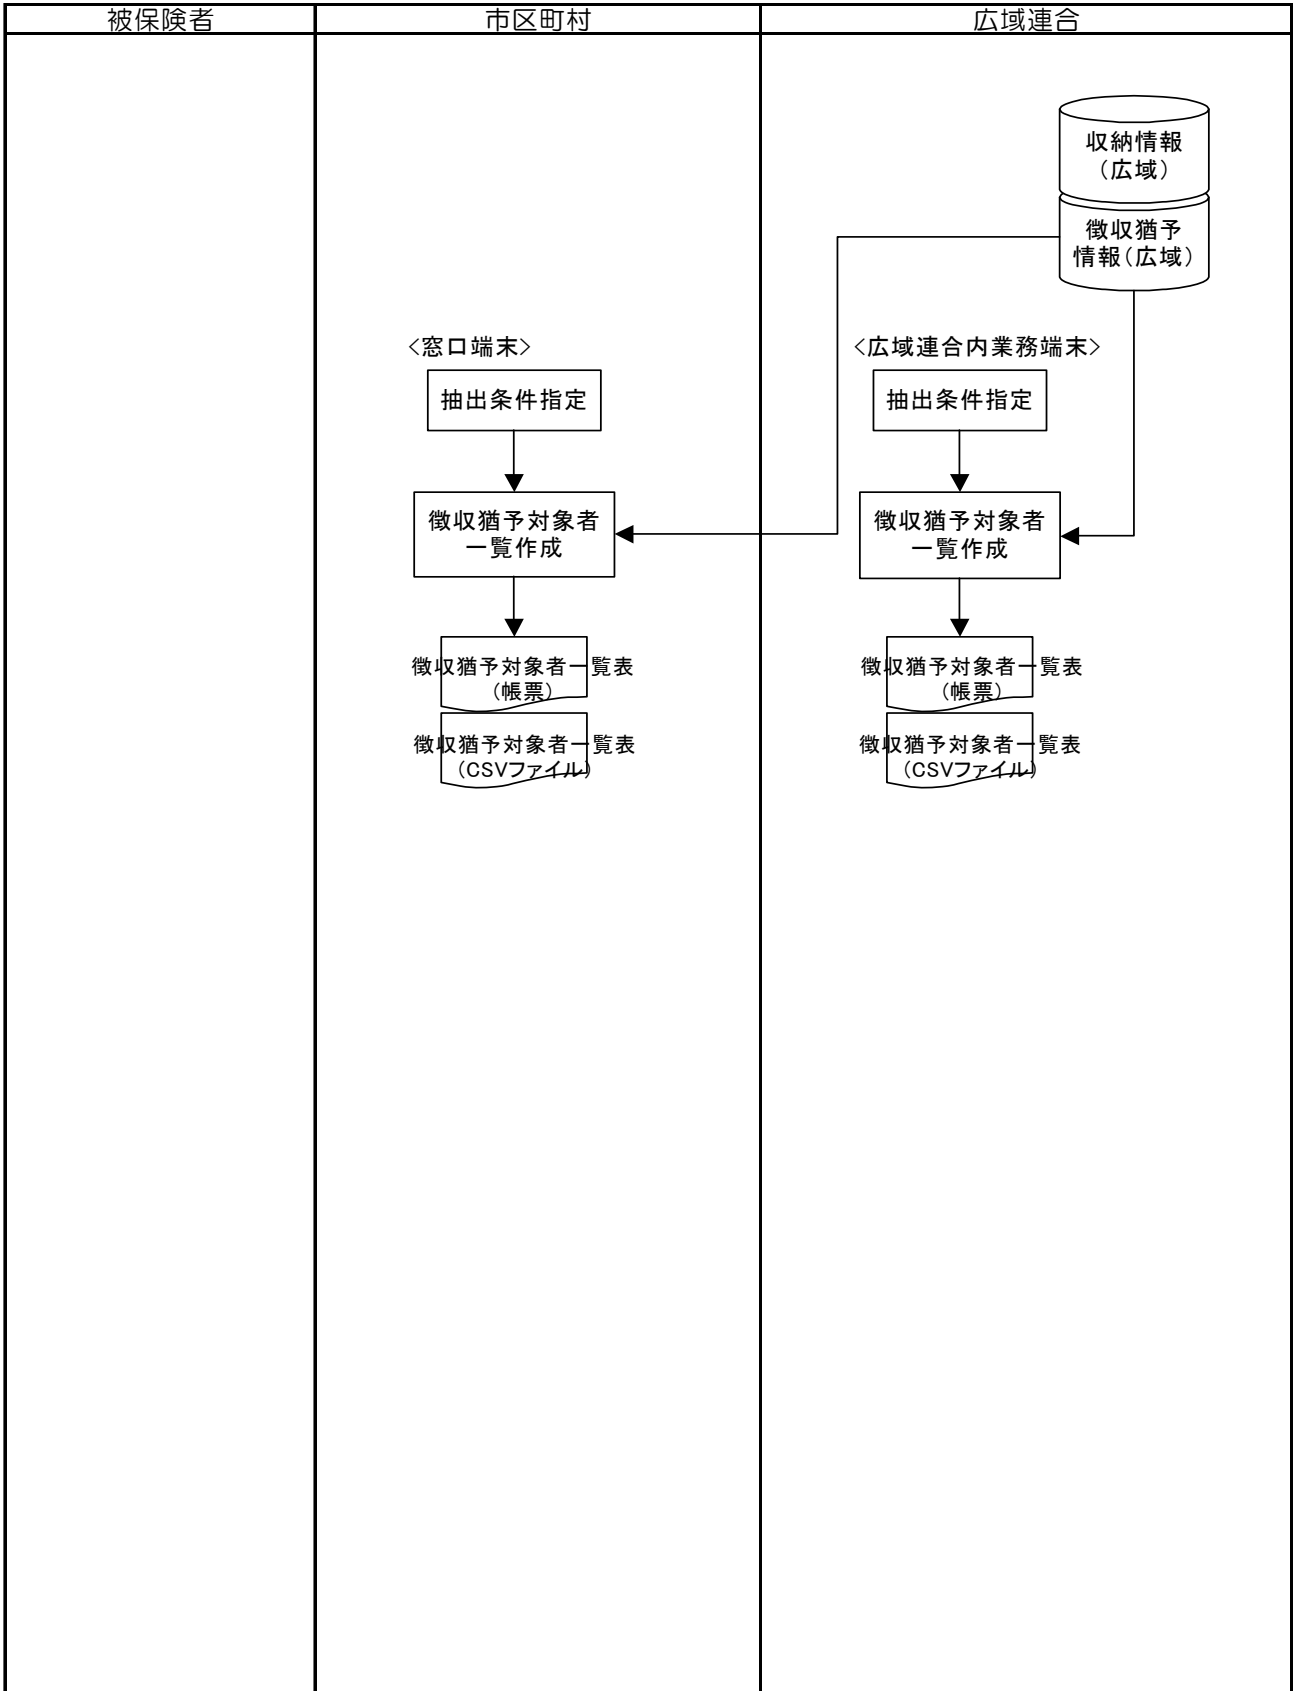 被保険者
市区町村
広域連合
収納情報
(広域)
徴収猶予
情報(広域)
<窓口端末>
抽出条件指定
徴収猶予対象者
一覧作成
徴収猶予対象者一覧表
(帳票)
徴収猶予対象者一覧表
(CSVファイル)
<広域連合内業務端末>
抽出条件指定
徴収猶予対象者
一覧作成
徴収猶予対象者一覧表
(帳票)
徴収猶予対象者一覧表
(CSVファイル)